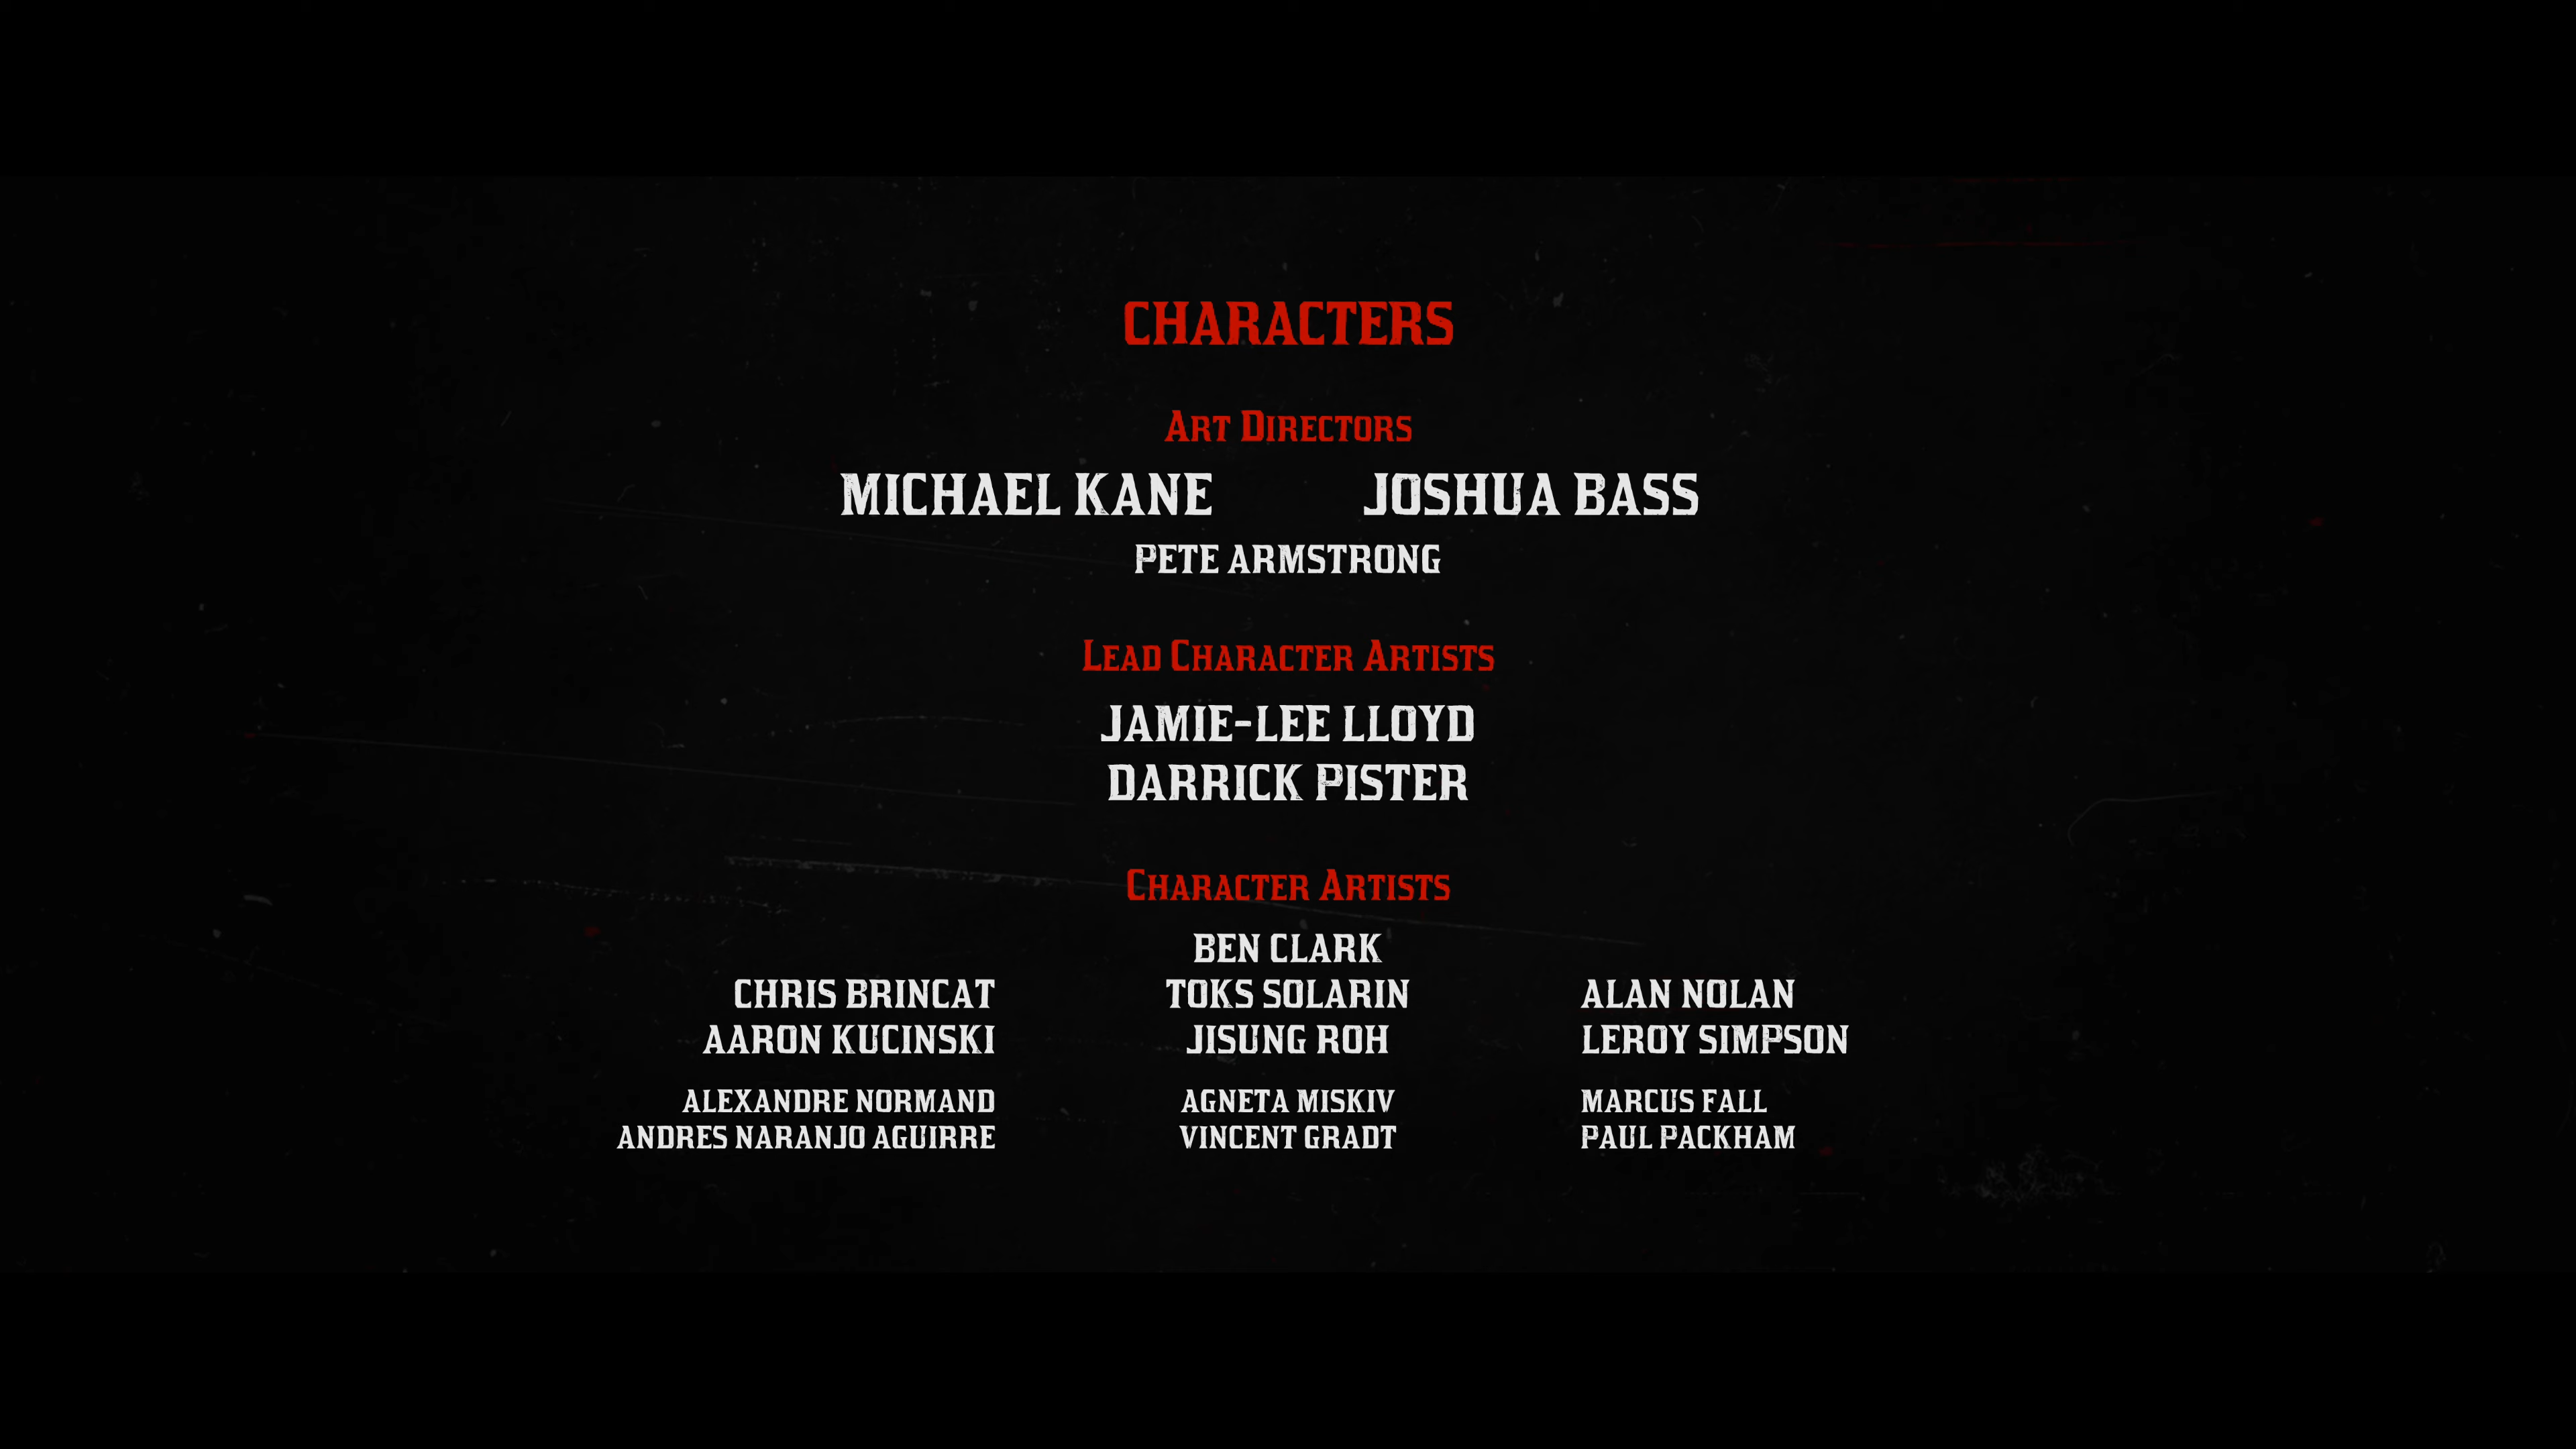 CHARACTERS
Art Directors
MICHAEL KANE JOSHUA BASS
PETE ARMSTRONG
Lead Character Artists
JAMIE-LEE LLOYD
DARRICK PISTER
Character Artists
BEN CLARK
CHRIS BRINCAT TOKS SOLARIN ALAN NOLAN
AARON KUCINSKI JISUNG ROH LEROY SIMPSON
ALEXANDRE NORMAND AGNETA MISKIV MARCUS FALL
ANDRES NARANJO AGUIRRE VINCENT GRADT PAUL PACKHAM